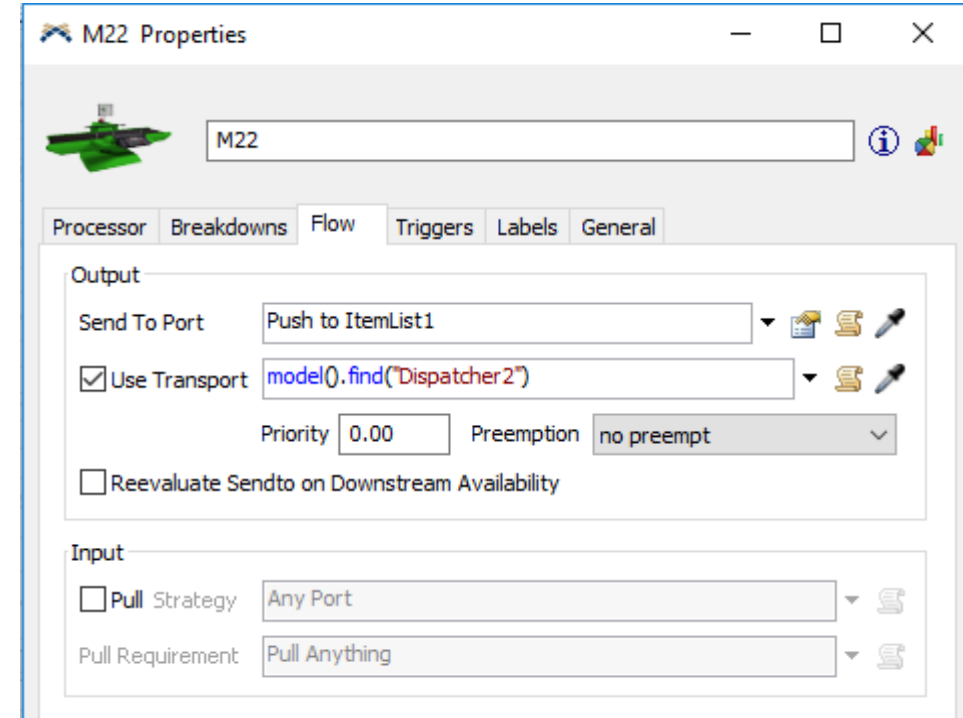 M22 Properties
M22
Processor Breakdowns Flow Triggers Labels General
Output
Send To Port Push to ItemList1
Use Transport model().find("Dispatcher2")
Priority 0.00 Preemption no preempt
Reevaluate Sendto on Downstream Availability
Input
Pull Strategy Any Port
Pull Requirement Pull Anything